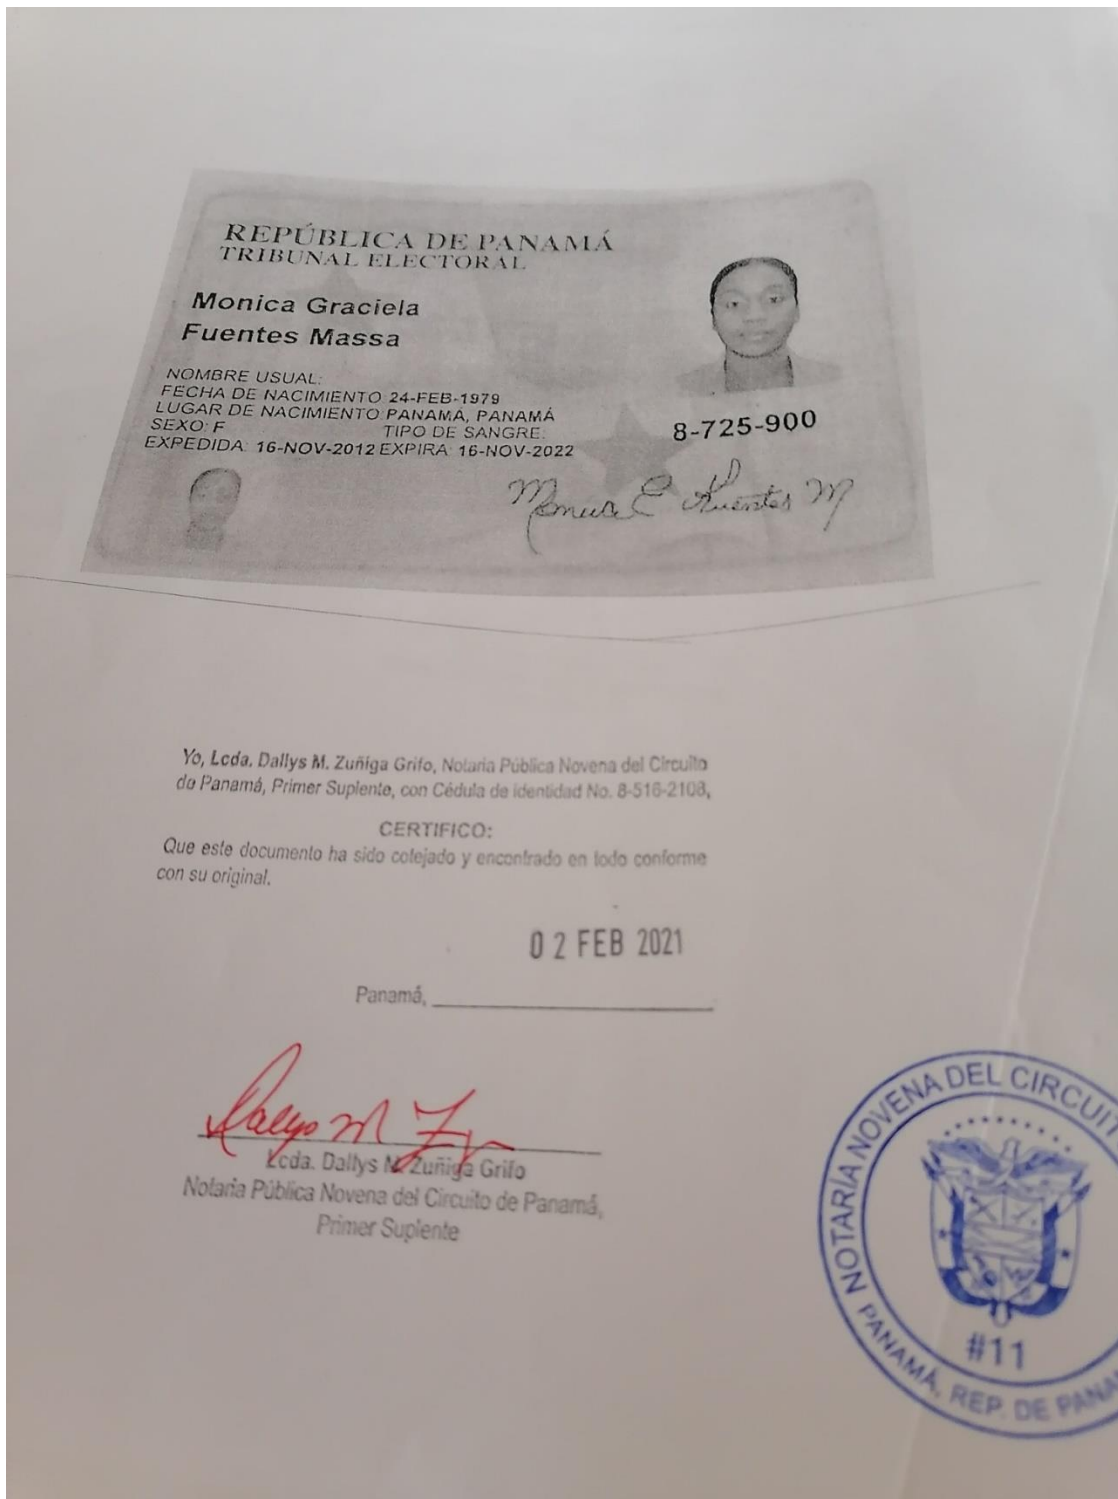 REPÚBLICA DE PANAMÁ
TRIBUNAL ELECTORAL
Monica Graciela
Fuentes Massa
NOMBRE USUAL:
FECHA DE NACIMIENTO: 24-FEB-1979
LUGAR DE NACIMIENTO: PANAMÁ, PANAMÁ
SEXO: F TIPO DE SANGRE:
EXPEDIDA: 16-NOV-2012 EXPIRA: 16-NOV-2022
8-725-900
Monica E Fuentes M
Yo, Lcda. Dallys M. Zuñiga Grifo, Notaria Pública Novena del Circuito
de Panamá, Primer Suplente, con Cédula de identidad No. 8-516-2108,
CERTIFICO:
Que este documento ha sido cotejado y encontrado en todo conforme
con su original.
02 FEB 2021
Panamá,
Lcda. Dallys M. Zuñiga Grifo
Notaria Pública Novena del Circuito de Panamá,
Primer Suplente
NOTARÍA NOVENA DEL CIRCUIT
#11
PANAMÁ, REP. DE PANA